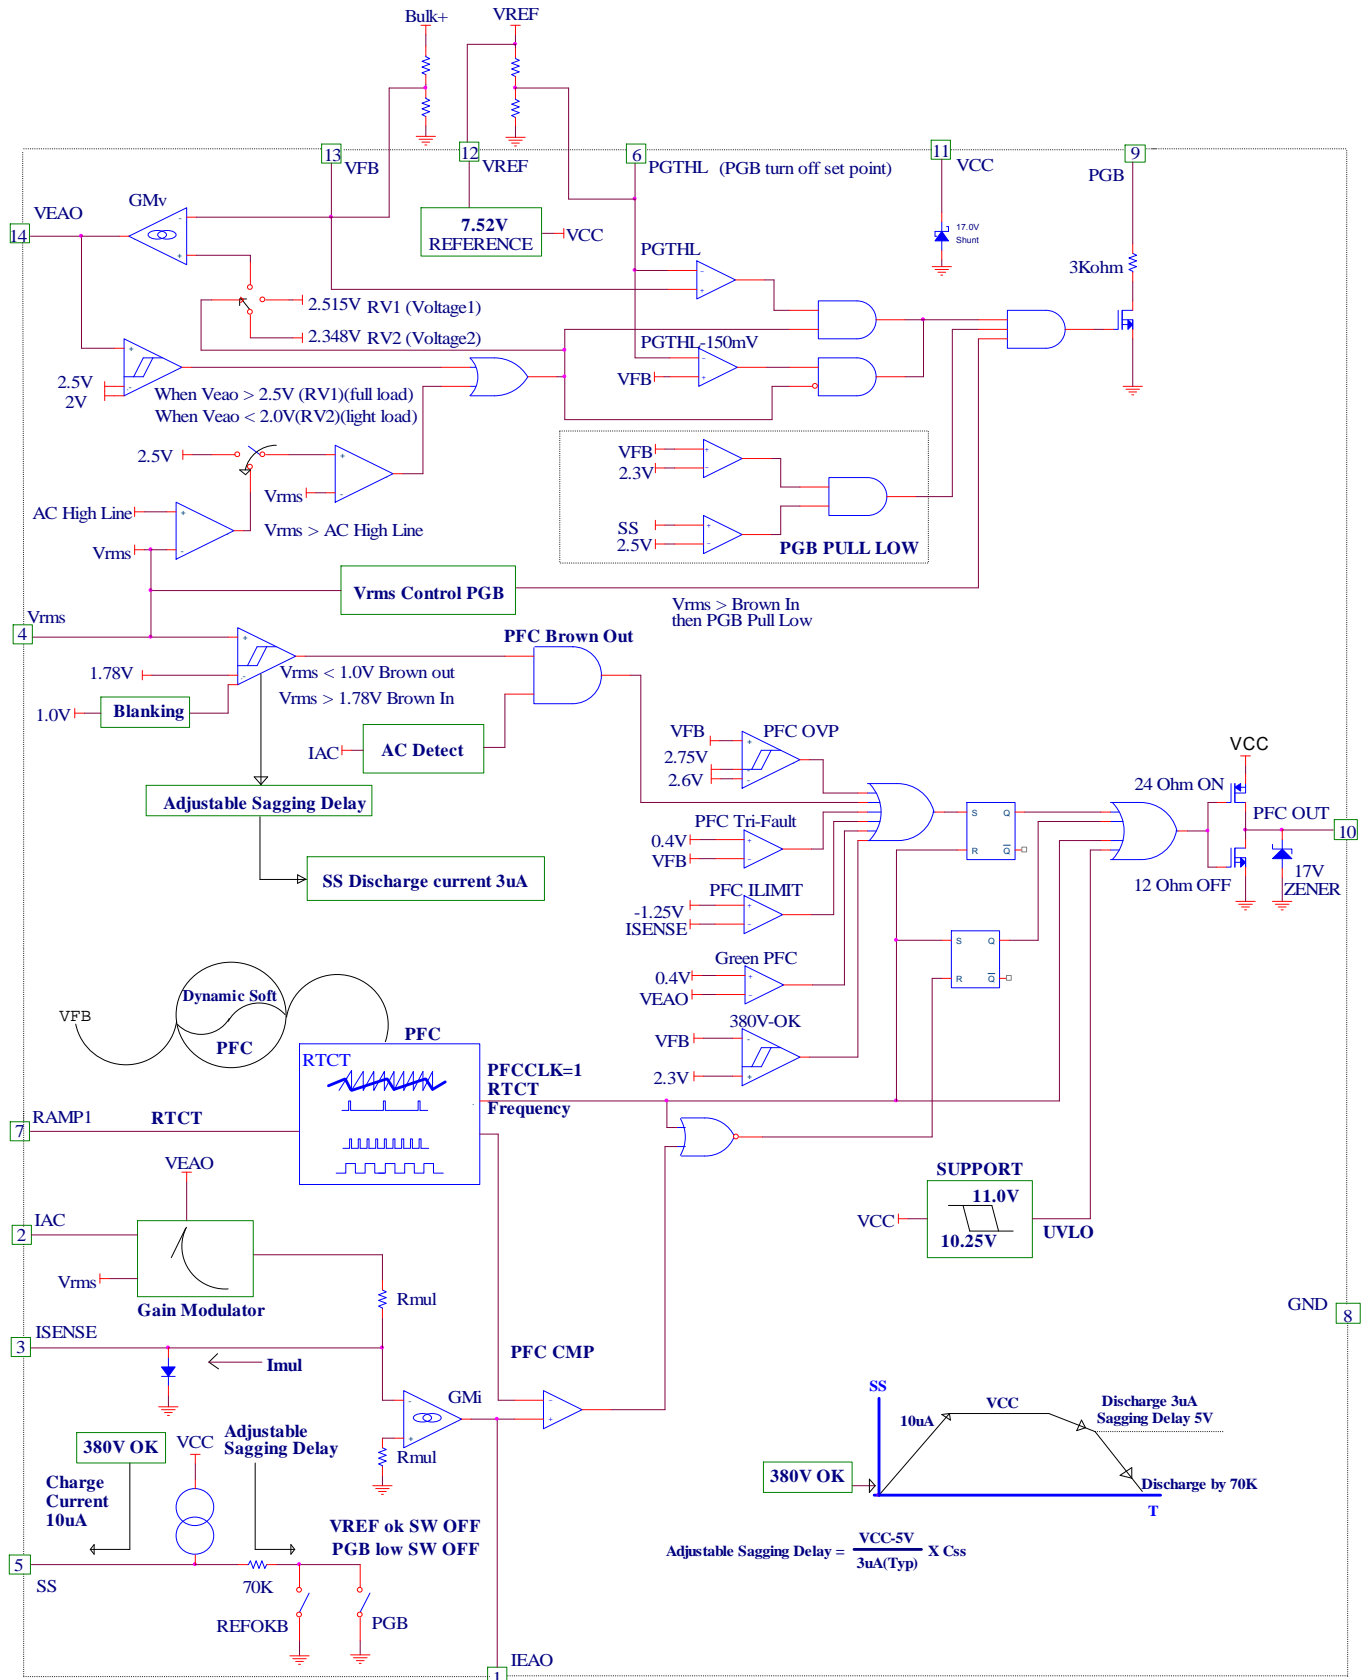 Bulk+
VREF
13
VFB
12
VREF
6
PGTHL (PGB turn off set point)
11
VCC
9
PGB
VEAO
14
GMv
7.52V
REFERENCE
VCC
17.0V
Shunt
PGTHL
3Kohm
2.515V RV1 (Voltage1)
2.348V RV2 (Voltage2)
PGTHL-150mV
VFB
2.5V
2V
When Veao > 2.5V (RV1)(full load)
When Veao < 2.0V(RV2)(light load)
2.5V
Vrms
VFB
2.3V
AC High Line
Vrms > AC High Line
Vrms
SS
2.5V
PGB PULL LOW
Vrms Control PGB
Vrms > Brown In
then PGB Pull Low
Vrms
4
PFC Brown Out
1.78V
Vrms < 1.0V Brown out
Vrms > 1.78V Brown In
1.0V
Blanking
IAC
AC Detect
VFB
PFC OVP
2.75V
2.6V
VCC
24 Ohm ON
Adjustable Sagging Delay
PFC Tri-Fault
0.4V
VFB
S
Q
R
Q
PFC OUT
10
SS Discharge current 3uA
PFC ILIMIT
-1.25V
ISENSE
12 Ohm OFF
17V
ZENER
Green PFC
0.4V
VEAO
S
Q
R
Q
Dynamic Soft
PFC
VFB
380V-OK
VFB
2.3V
PFC
RTCT
PFCCLK=1
RTCT
Frequency
RAMP1
7
RTCT
VEAO
SUPPORT
11.0V
10.25V
VCC
UVLO
IAC
2
Vrms
Gain Modulator
Rmul
GND
8
ISENSE
3
Imul
PFC CMP
GMi
Rmul
SS
10uA
VCC
Discharge 3uA
Sagging Delay 5V
380V OK
Discharge by 70K
T
380V OK
VCC
Adjustable
Sagging Delay
Charge
Current
10uA
VREF ok SW OFF
PGB low SW OFF
Adjustable Sagging Delay = VCC-5V / 3uA(Typ) X Css
5
SS
70K
REFOKB
PGB
IEAO
1